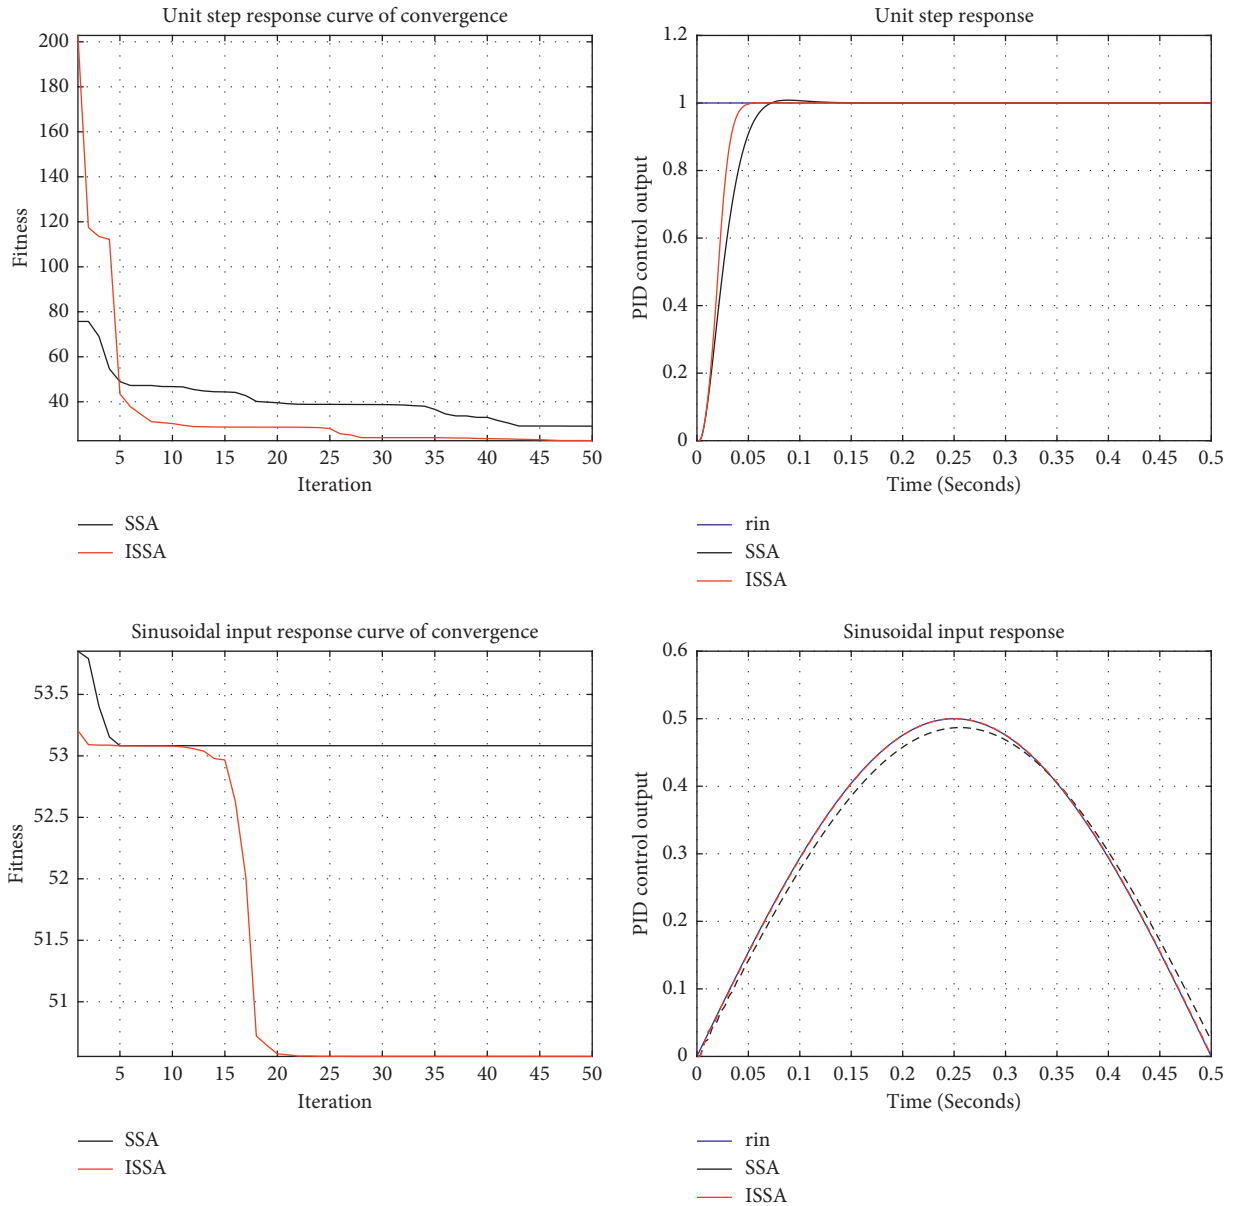 Unit step response curve of convergence
200
180
160
140
120
100
80
60
40
Fitness
5 10 15 20 25 30 35 40 45 50
Iteration
SSA
ISSA
Unit step response
1.2
1
0.8
0.6
0.4
0.2
0
PID control output
0 0.05 0.1 0.15 0.2 0.25 0.3 0.35 0.4 0.45 0.5
Time (Seconds)
rin
SSA
ISSA
Sinusoidal input response curve of convergence
53.5
53
52.5
52
51.5
51
Fitness
5 10 15 20 25 30 35 40 45 50
Iteration
SSA
ISSA
Sinusoidal input response
0.6
0.5
0.4
0.3
0.2
0.1
0
PID control output
0 0.05 0.1 0.15 0.2 0.25 0.3 0.35 0.4 0.45 0.5
Time (Seconds)
rin
SSA
ISSA